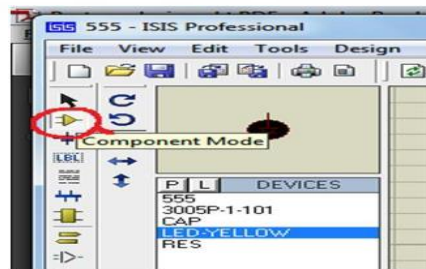 ISIS 555 - ISIS Professional
File View Edit Tools Design
Component Mode
LBL
P L DEVICES
555
3005P-1-101
CAP
LED-YELLOW
RES